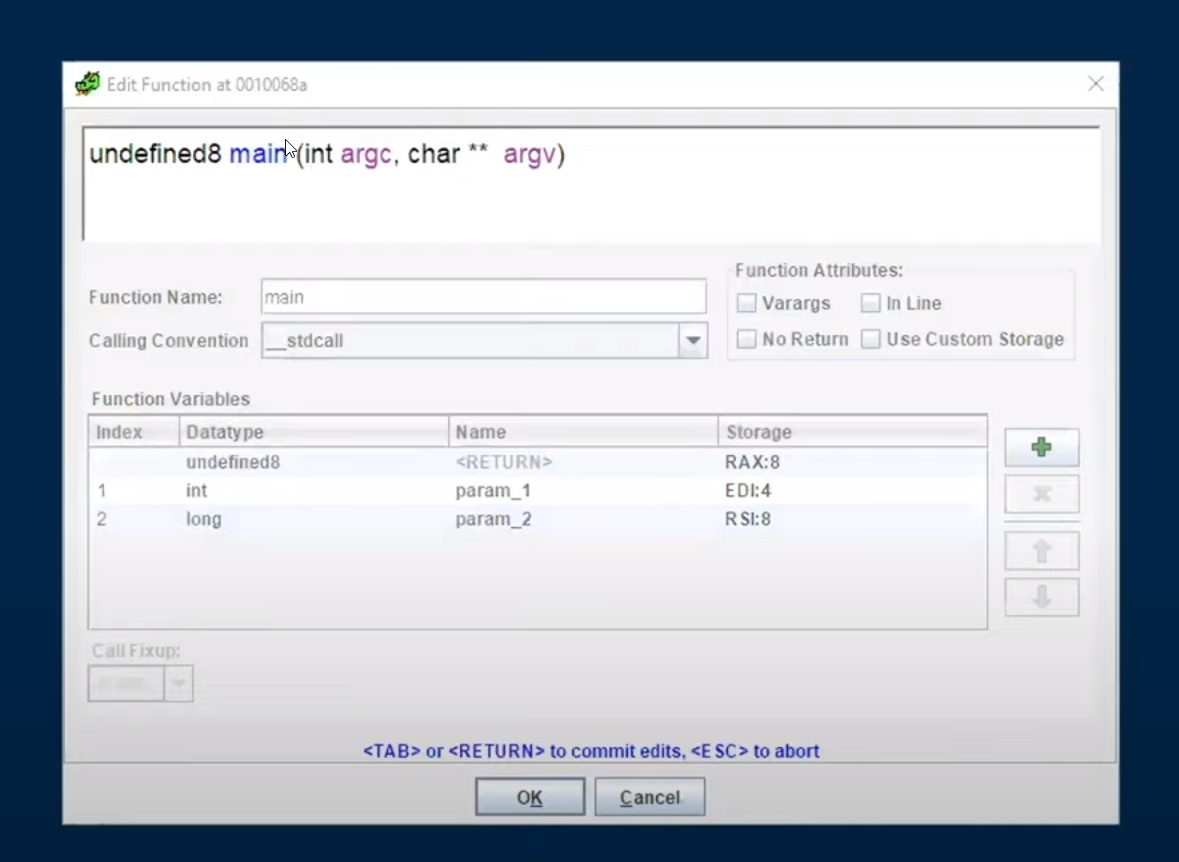 Edit Function at 0010068a
undefined8 main (int argc, char ** argv)
Function Name: main
Calling Convention __stdcall
Function Attributes:
Varargs In Line
No Return Use Custom Storage
Function Variables
Index Datatype Name Storage
undefined8 <RETURN> RAX:8
1 int param_1 EDI:4
2 long param_2 RSI:8
Call Fixup:
<TAB> or <RETURN> to commit edits, <ESC> to abort
OK Cancel